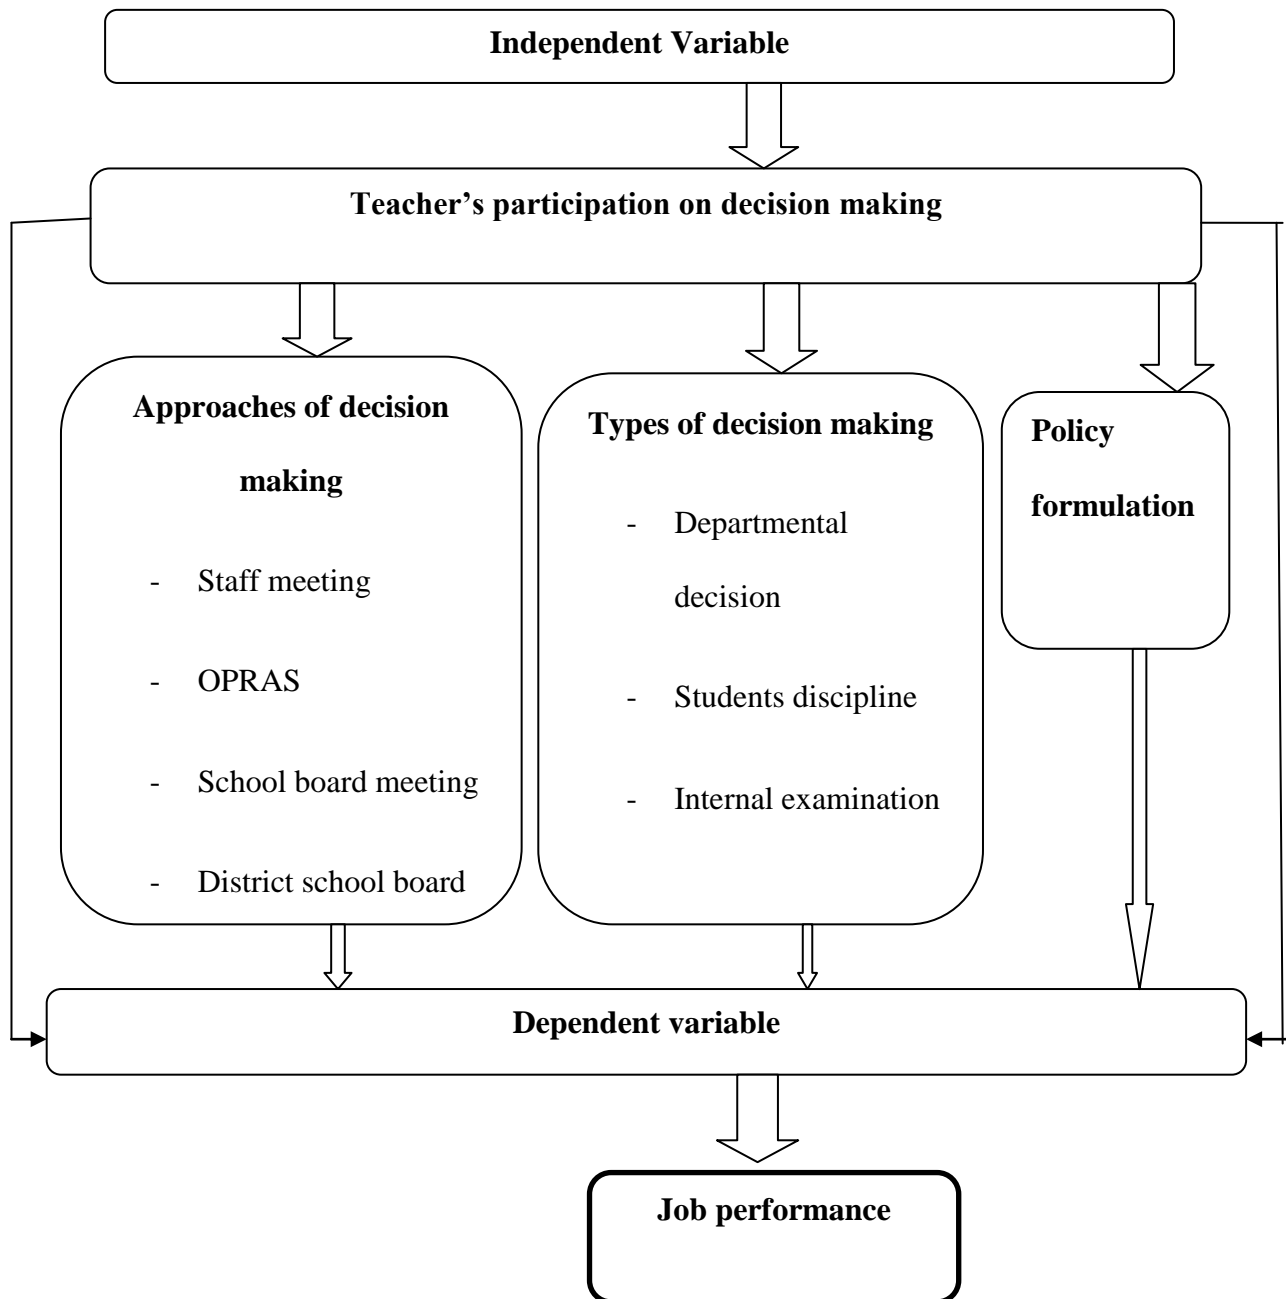 Independent Variable
Teacher’s participation on decision making
Approaches of decision
making
- Staff meeting
- OPRAS
- School board meeting
- District school board
Types of decision making
- Departmental
decision
- Students discipline
- Internal examination
Policy
formulation
Dependent variable
Job performance